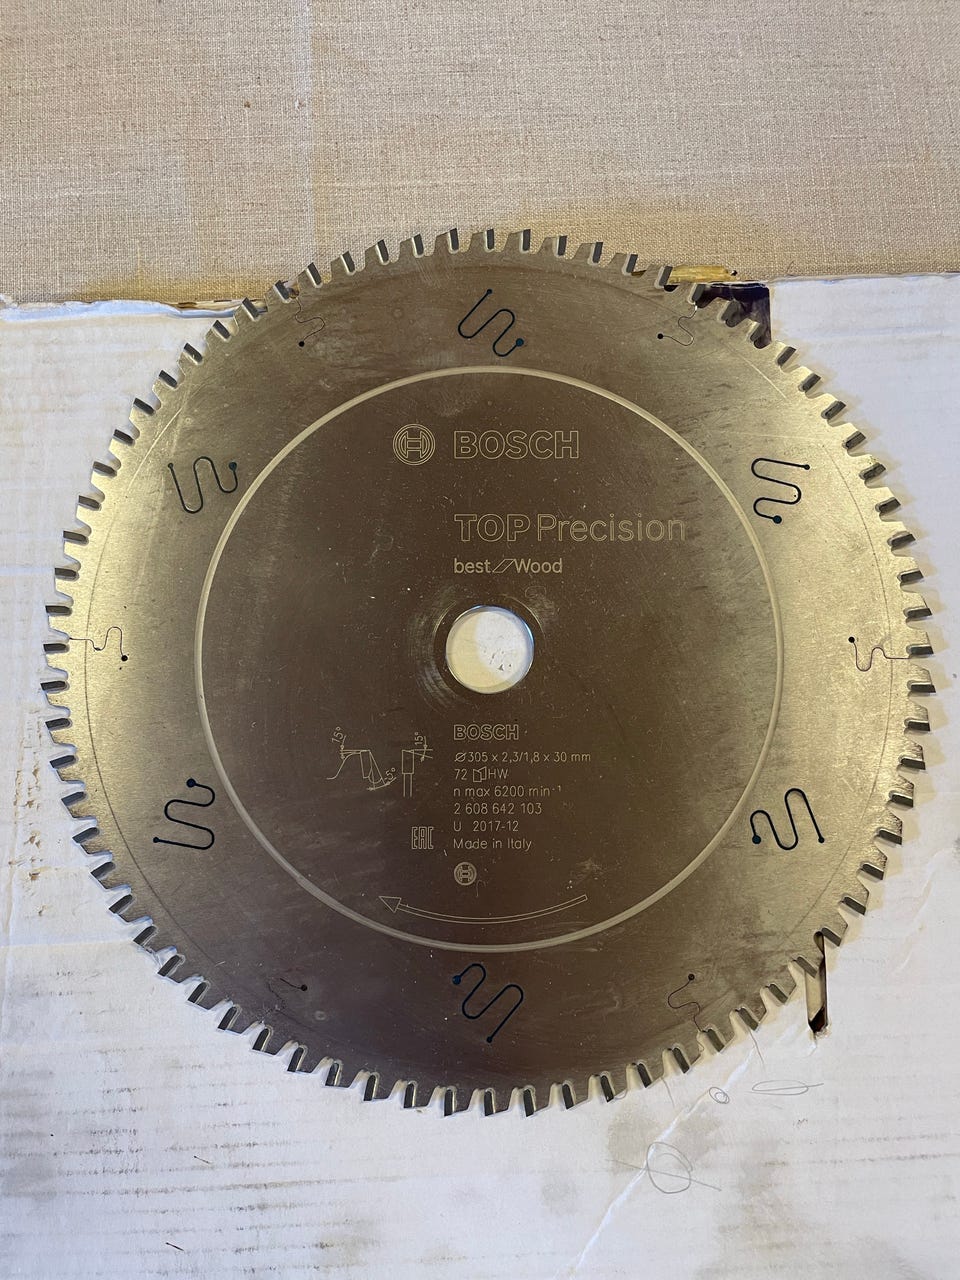 BOSCH
TOP Precision
best Wood
15°
15°
BOSCH
Ø 305 x 2,3/1,8 x 30 mm
72 HW
n max 6200 min⁻¹
2 608 642 103
U 2017-12
EAC Made in Italy